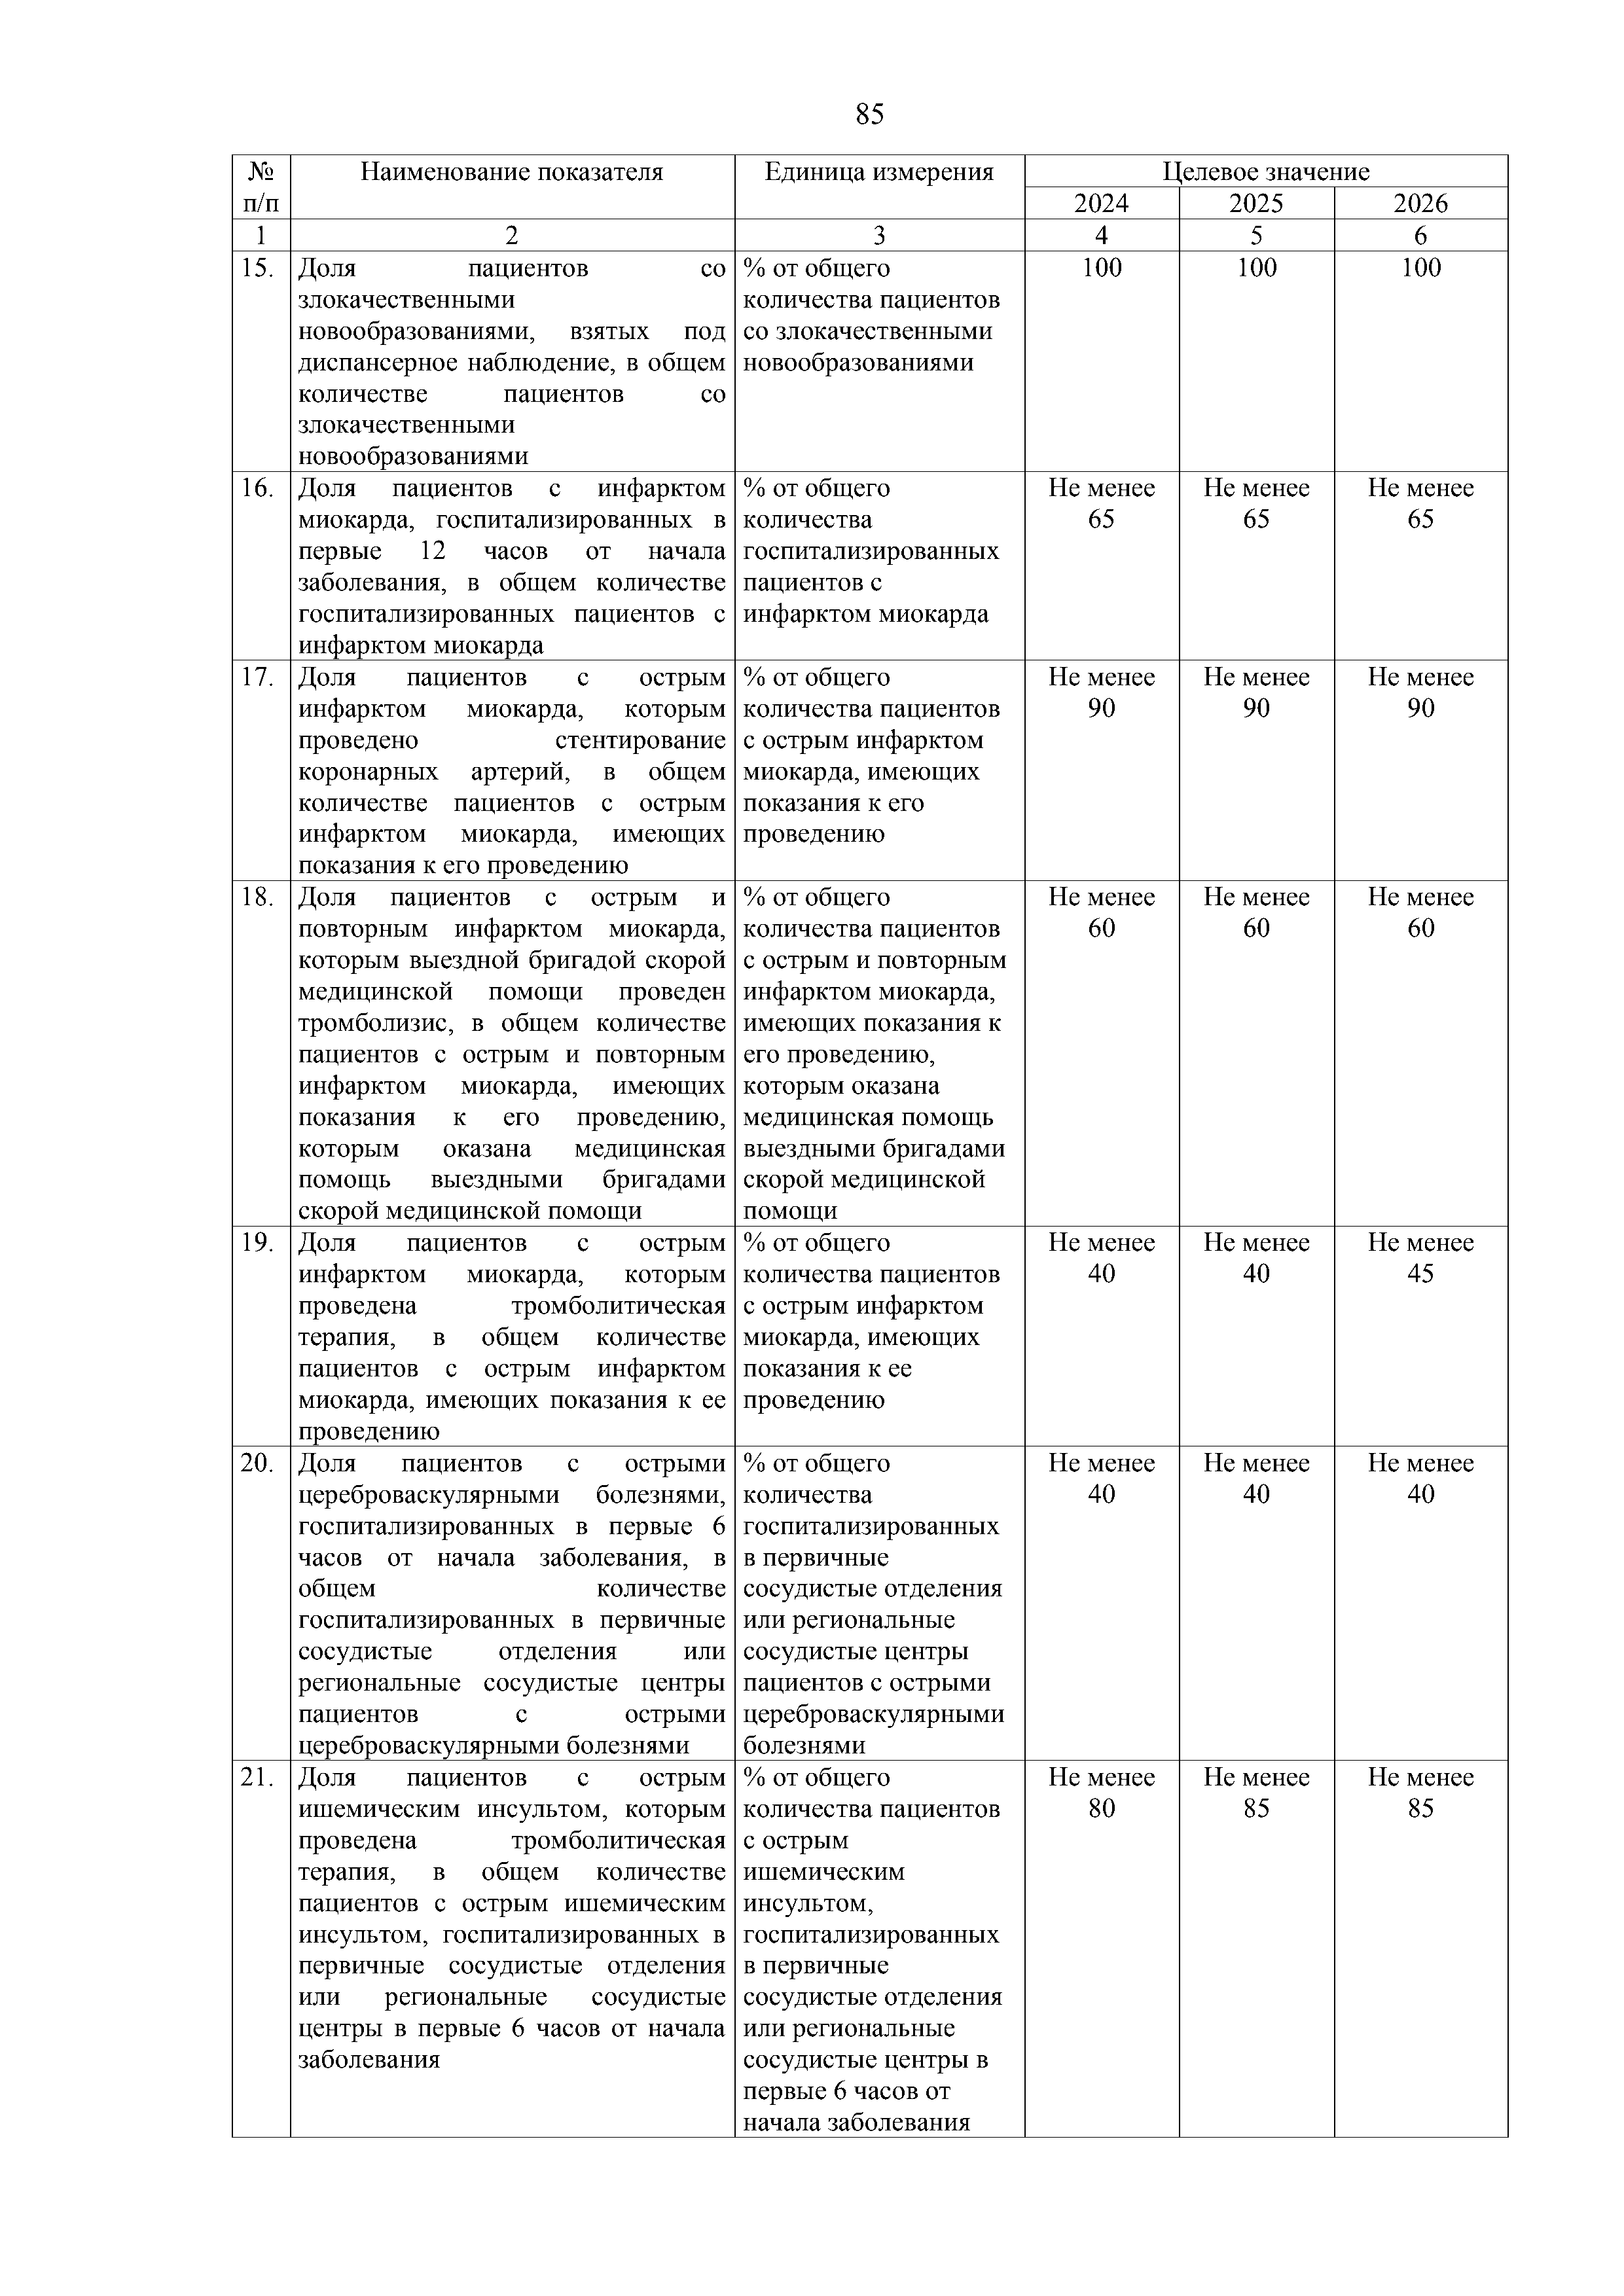 85
№ п/п
Наименование показателя
Единица измерения
Целевое значение
2024
2025
2026
1
2
3
4
5
6
15.
Доля пациентов со
злокачественными
новообразованиями, взятых под
диспансерное наблюдение, в общем
количестве пациентов со
злокачественными
новообразованиями
% от общего
количества пациентов
со злокачественными
новообразованиями
100
100
100
16.
Доля пациентов с инфарктом
миокарда, госпитализированных в
первые 12 часов от начала
заболевания, в общем количестве
госпитализированных пациентов с
инфарктом миокарда
% от общего
количества
госпитализированных
пациентов с
инфарктом миокарда
Не менее
65
Не менее
65
Не менее
65
17.
Доля пациентов с острым
инфарктом миокарда, которым
проведено стентирование
коронарных артерий, в общем
количестве пациентов с острым
инфарктом миокарда, имеющих
показания к его проведению
% от общего
количества пациентов
с острым инфарктом
миокарда, имеющих
показания к его
проведению
Не менее
90
Не менее
90
Не менее
90
18.
Доля пациентов с острым и
повторным инфарктом миокарда,
которым выездной бригадой скорой
медицинской помощи проведен
тромболизис, в общем количестве
пациентов с острым и повторным
инфарктом миокарда, имеющих
показания к его проведению,
которым оказана медицинская
помощь выездными бригадами
скорой медицинской помощи
% от общего
количества пациентов
с острым и повторным
инфарктом миокарда,
имеющих показания к
его проведению,
которым оказана
медицинская помощь
выездными бригадами
скорой медицинской
помощи
Не менее
60
Не менее
60
Не менее
60
19.
Доля пациентов с острым
инфарктом миокарда, которым
проведена тромболитическая
терапия, в общем количестве
пациентов с острым инфарктом
миокарда, имеющих показания к ее
проведению
% от общего
количества пациентов
с острым инфарктом
миокарда, имеющих
показания к ее
проведению
Не менее
40
Не менее
40
Не менее
45
20.
Доля пациентов с острыми
цереброваскулярными болезнями,
госпитализированных в первые 6
часов от начала заболевания, в
общем количестве
госпитализированных в первичные
сосудистые отделения или
региональные сосудистые центры
пациентов с острыми
цереброваскулярными болезнями
% от общего
количества
госпитализированных
в первичные
сосудистые отделения
или региональные
сосудистые центры
пациентов с острыми
цереброваскулярными
болезнями
Не менее
40
Не менее
40
Не менее
40
21.
Доля пациентов с острым
ишемическим инсультом, которым
проведена тромболитическая
терапия, в общем количестве
пациентов с острым ишемическим
инсультом, госпитализированных в
первичные сосудистые отделения
или региональные сосудистые
центры в первые 6 часов от начала
заболевания
% от общего
количества пациентов
с острым
ишемическим
инсультом,
госпитализированных
в первичные
сосудистые отделения
или региональные
сосудистые центры в
первые 6 часов от
начала заболевания
Не менее
80
Не менее
85
Не менее
85